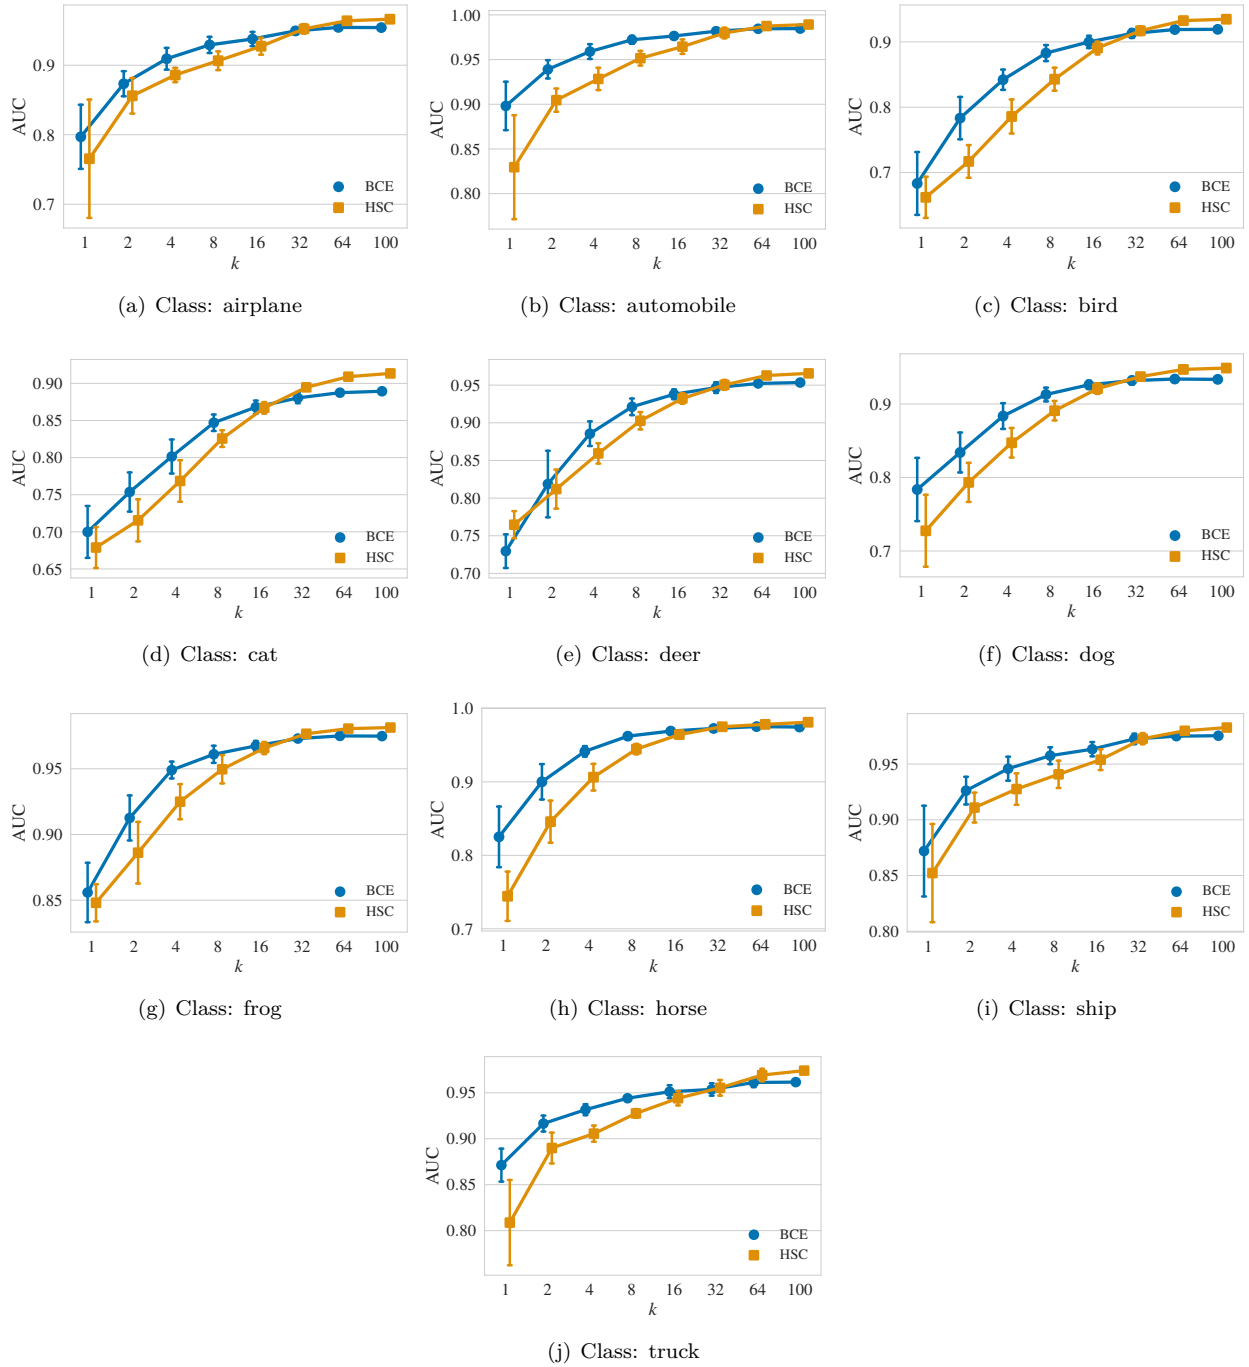 AUC
0.9
0.8
0.7
BCE
HSC
1 2 4 8 16 32 64 100
k
(a) Class: airplane
AUC
1.00
0.95
0.90
0.85
0.80
BCE
HSC
1 2 4 8 16 32 64 100
k
(b) Class: automobile
AUC
0.9
0.8
0.7
BCE
HSC
1 2 4 8 16 32 64 100
k
(c) Class: bird
AUC
0.90
0.85
0.80
0.75
0.70
0.65
BCE
HSC
1 2 4 8 16 32 64 100
k
(d) Class: cat
AUC
0.95
0.90
0.85
0.80
0.75
0.70
BCE
HSC
1 2 4 8 16 32 64 100
k
(e) Class: deer
AUC
0.9
0.8
0.7
BCE
HSC
1 2 4 8 16 32 64 100
k
(f) Class: dog
AUC
0.95
0.90
0.85
BCE
HSC
1 2 4 8 16 32 64 100
k
(g) Class: frog
AUC
1.0
0.9
0.8
0.7
BCE
HSC
1 2 4 8 16 32 64 100
k
(h) Class: horse
AUC
0.95
0.90
0.85
0.80
BCE
HSC
1 2 4 8 16 32 64 100
k
(i) Class: ship
AUC
0.95
0.90
0.85
0.80
BCE
HSC
1 2 4 8 16 32 64 100
k
(j) Class: truck